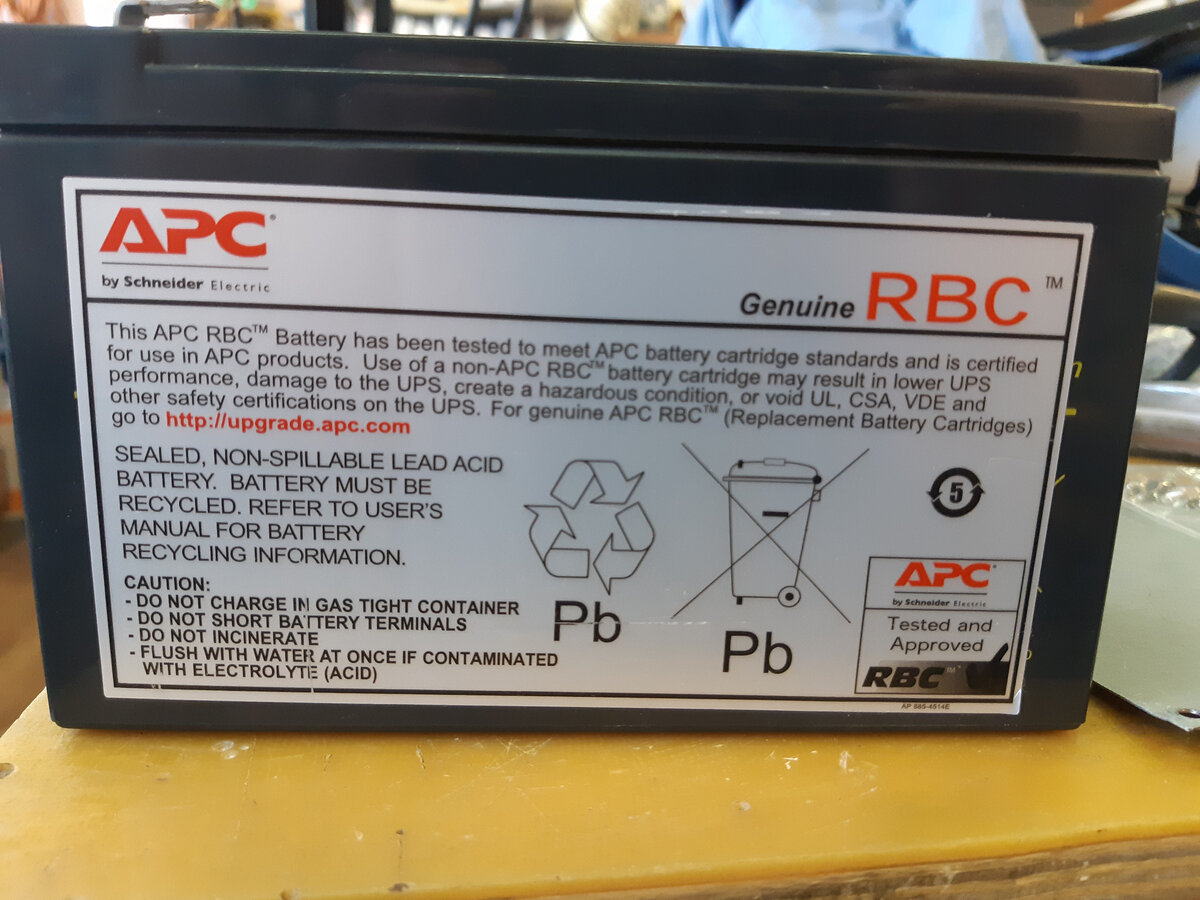 APC®
by Schneider Electric
Genuine RBC™
This APC RBC™ Battery has been tested to meet APC battery cartridge standards and is certified
for use in APC products. Use of a non-APC RBC™ battery cartridge may result in lower UPS
performance, damage to the UPS, create a hazardous condition, or void UL, CSA, VDE and
other safety certifications on the UPS. For genuine APC RBC™ (Replacement Battery Cartridges)
go to http://upgrade.apc.com
SEALED, NON-SPILLABLE LEAD ACID
BATTERY. BATTERY MUST BE
RECYCLED. REFER TO USER'S
MANUAL FOR BATTERY
RECYCLING INFORMATION.
CAUTION:
- DO NOT CHARGE IN GAS TIGHT CONTAINER
- DO NOT SHORT BATTERY TERMINALS
- DO NOT INCINERATE
- FLUSH WITH WATER AT ONCE IF CONTAMINATED
WITH ELECTROLYTE (ACID)
Pb
Pb
5
APC®
by Schneider Electric
Tested and
Approved
RBC™
AP 885-4514E